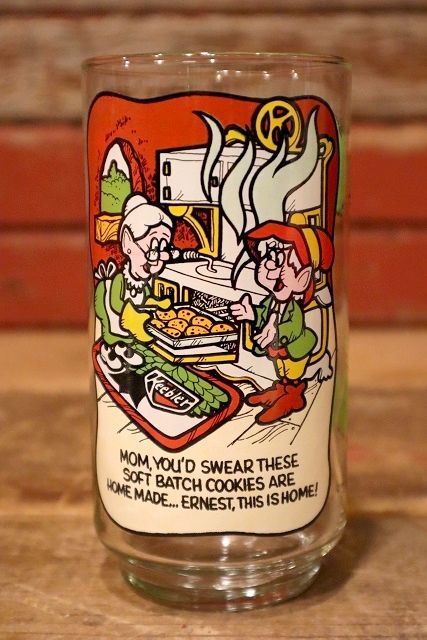 Keebler
MOM, YOU'D SWEAR THESE
SOFT BATCH COOKIES ARE
HOME MADE... ERNEST, THIS IS HOME!